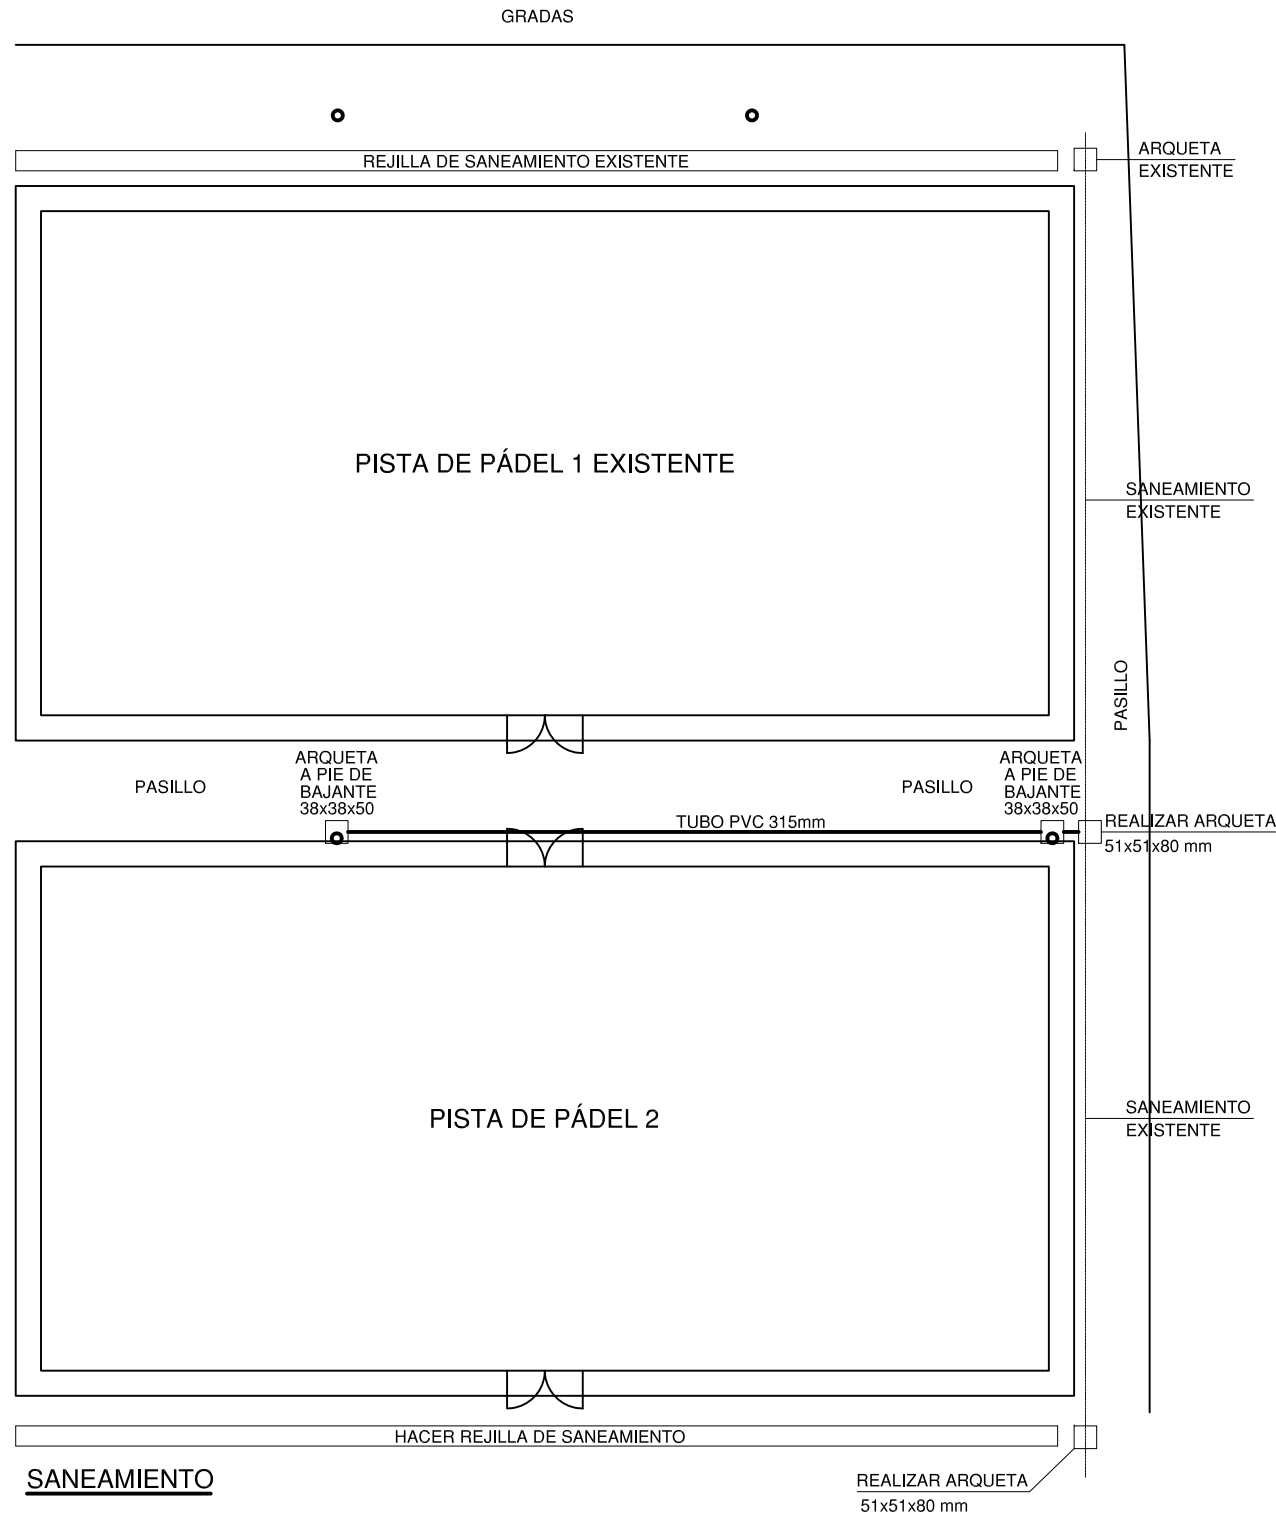 GRADAS
REJILLA DE SANEAMIENTO EXISTENTE
ARQUETA
EXISTENTE
PISTA DE PÁDEL 1 EXISTENTE
SANEAMIENTO
EXISTENTE
PASILLO
PASILLO
ARQUETA
A PIE DE
BAJANTE
38x38x50
PASILLO
ARQUETA
A PIE DE
BAJANTE
38x38x50
TUBO PVC 315mm
REALIZAR ARQUETA
51x51x80 mm
PISTA DE PÁDEL 2
SANEAMIENTO
EXISTENTE
HACER REJILLA DE SANEAMIENTO
SANEAMIENTO
REALIZAR ARQUETA
51x51x80 mm